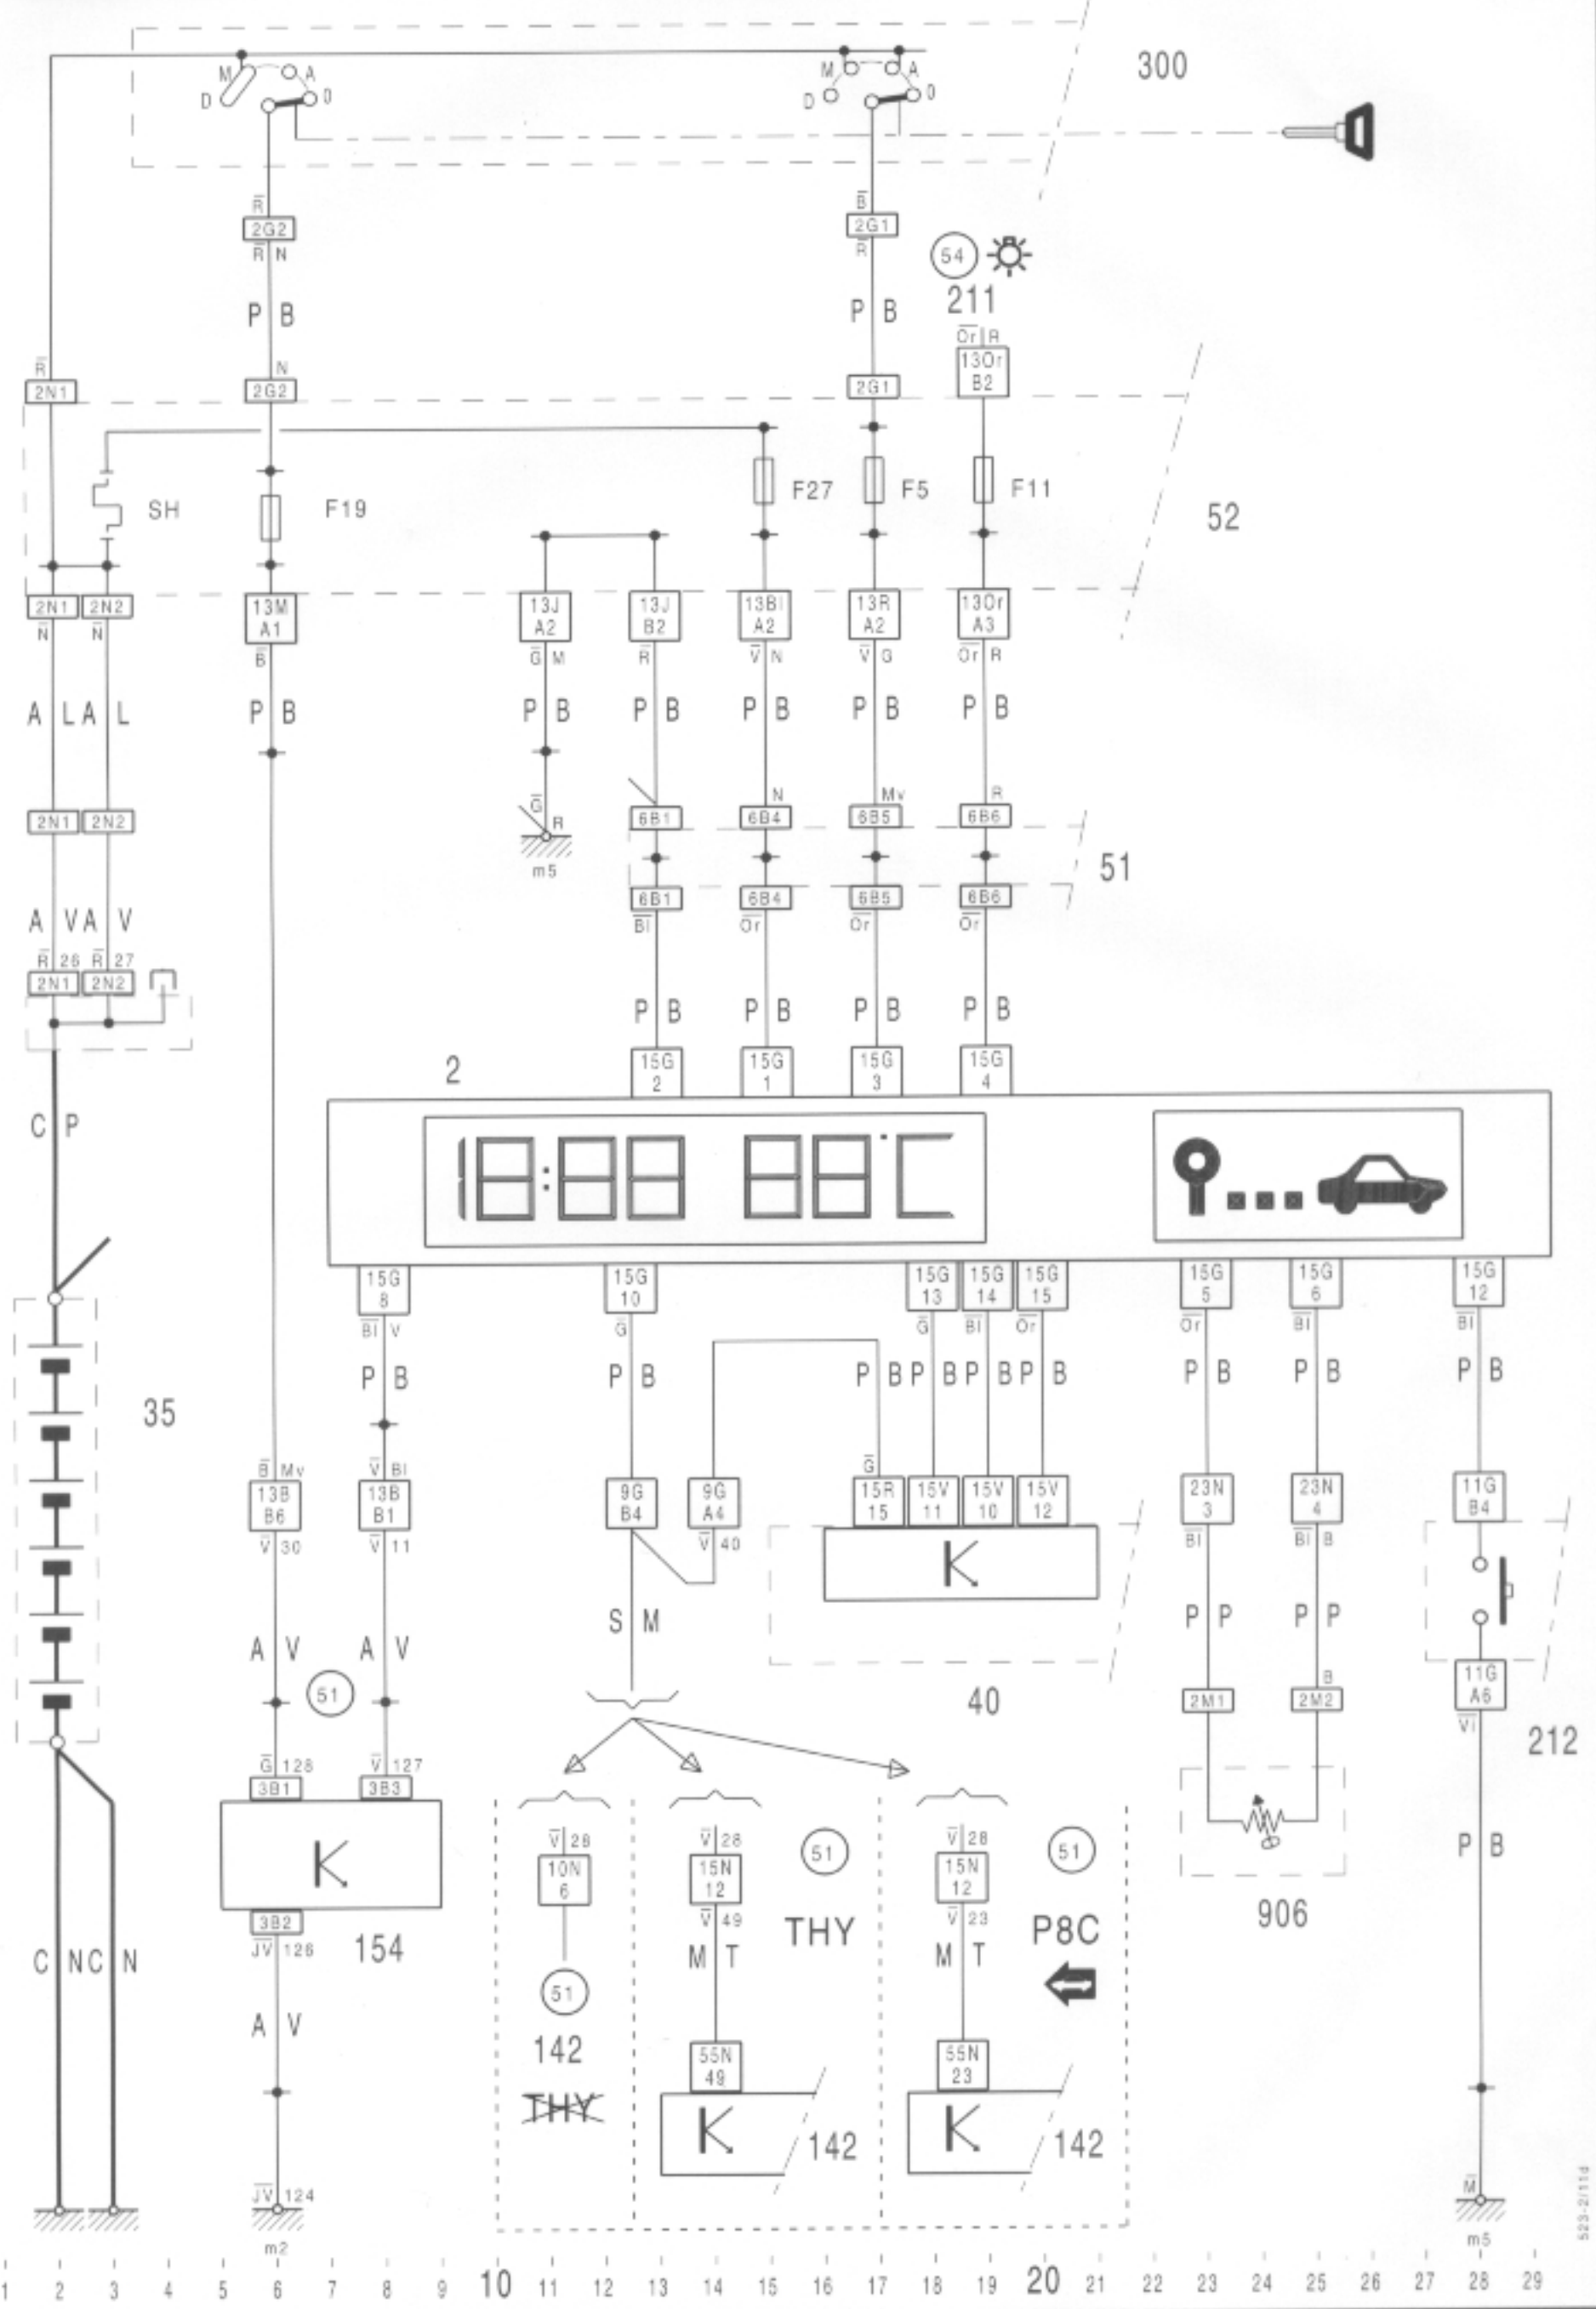 300
M A
D 0
M A
D 0
R
2G2
R N
B
2G1
R
54
211
P B
P B
Or R
13Or
B2
R
2N1
N
2G2
2G1
SH
F19
F27
F5
F11
52
2N1 2N2
N N
13M
A1
B
13J
A2
G M
13J
B2
R
13Bl
A2
V N
13R
A2
V G
13Or
A3
Or R
A L A L
P B
P B
P B
P B
P B
P B
G
R
m5
N
Mv
R
2N1 2N2
6B1
6B4
6B5
6B6
51
6B1
6B4
6B5
6B6
Bl
Or
Or
Or
A V A V
R 26 R 27
2N1 2N2
P B
P B
P B
P B
2
15G
2
15G
1
15G
3
15G
4
C P
18:88 88°C
15G
8
Bl V
15G
10
G
15G
13
G
15G
14
Bl
15G
15
Or
15G
5
Or
15G
6
Bl
15G
12
Bl
P B
P B
P B P B P B P B
P B
P B
P B
35
B Mv
13B
B6
V 30
V Bl
13B
B1
V 11
9G
B4
9G
A4
V 40
G
15R
15
15V
11
15V
10
15V
12
23N
3
Bl
23N
4
Bl B
11G
B4
K
A V
A V
S M
40
P P
P P
51
B
2M1
2M2
11G
A6
Vi
212
G 128
3B1
V 127
3B3
K
3B2
JV 126
154
V 28
10N
6
51
142
THY
V 28
15N
12
V 49
M T
51
THY
55N
49
K
142
V 28
15N
12
V 23
M T
51
P8C
55N
23
K
142
906
P B
C N C N
A V
JV 124
m2
M
m5
523-2/11d
1 2 3 4 5 6 7 8 9 10 11 12 13 14 15 16 17 18 19 20 21 22 23 24 25 26 27 28 29